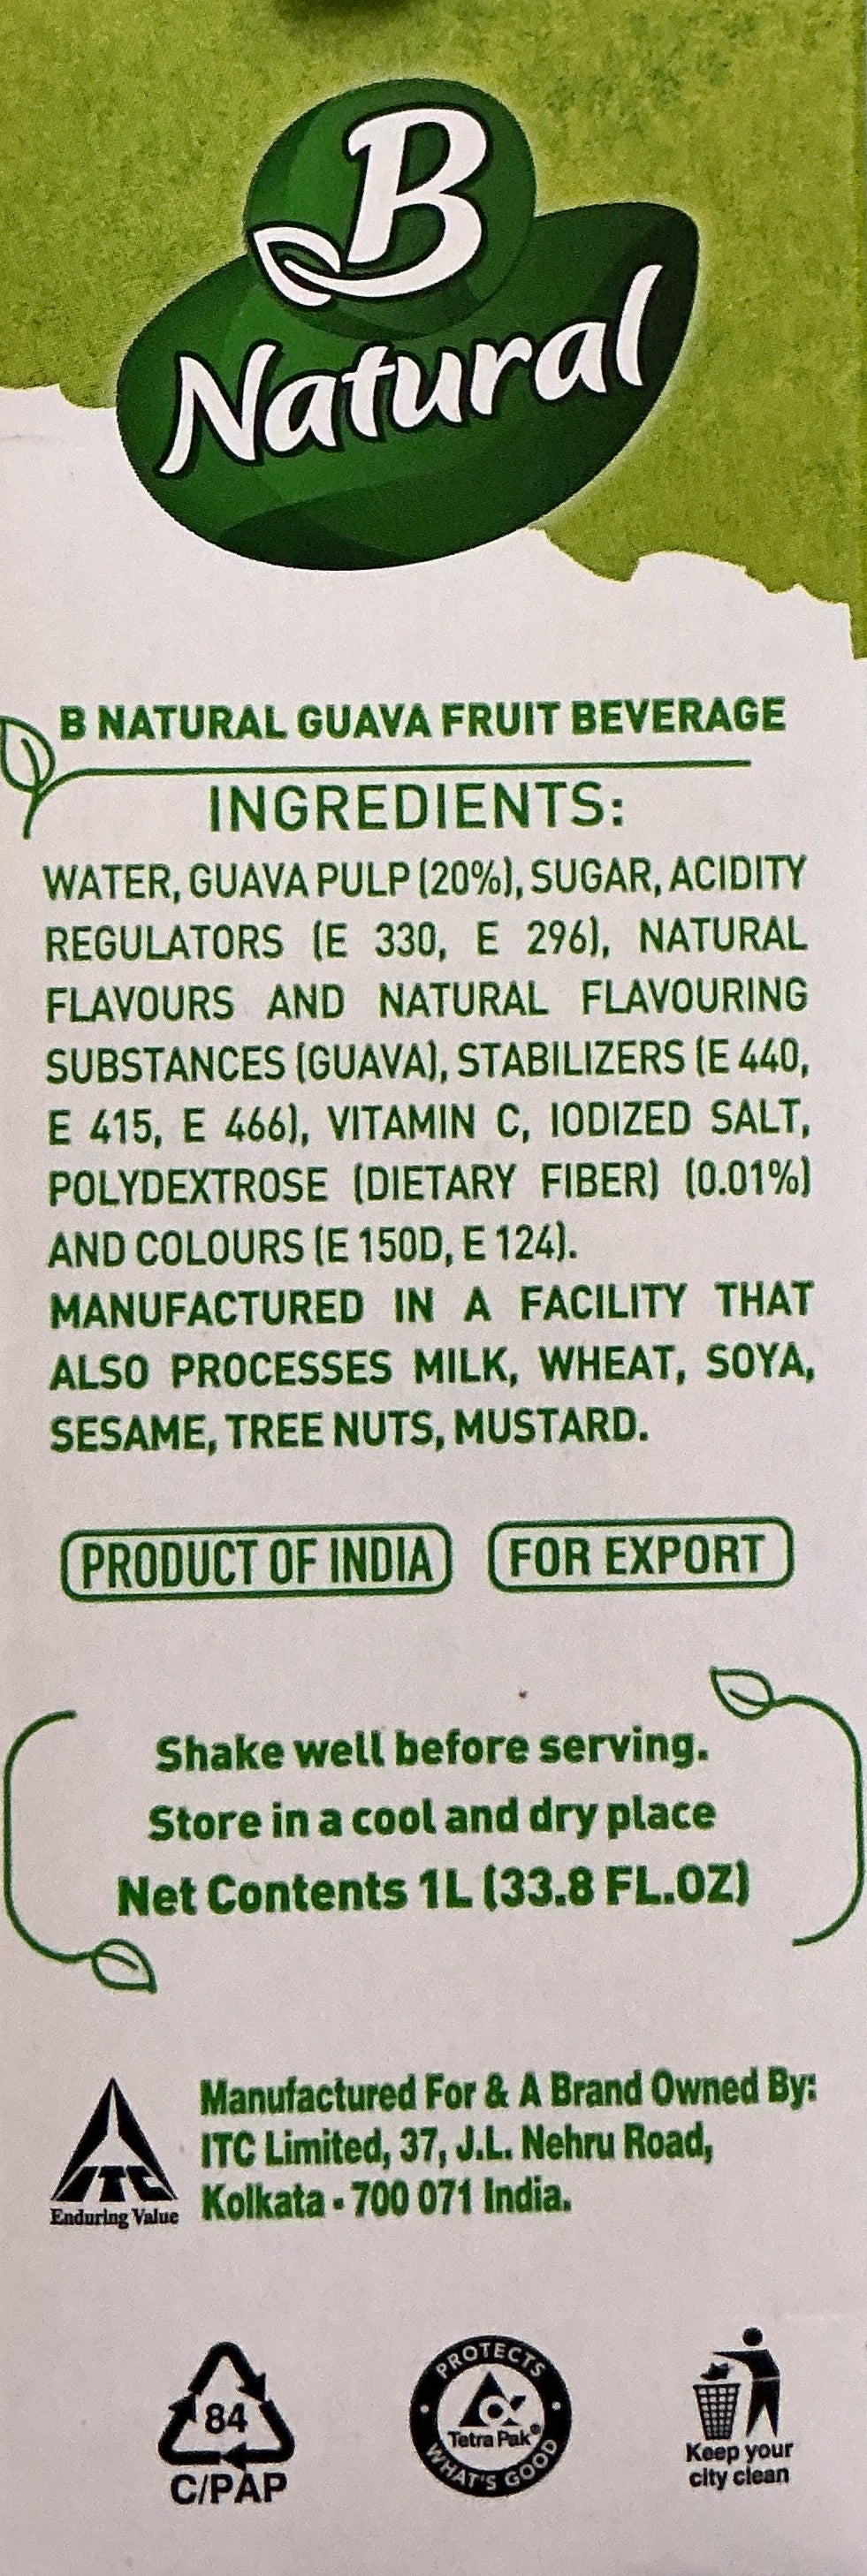 B
Natural
B NATURAL GUAVA FRUIT BEVERAGE
INGREDIENTS:
WATER, GUAVA PULP (20%), SUGAR, ACIDITY
REGULATORS (E 330, E 296), NATURAL
FLAVOURS AND NATURAL FLAVOURING
SUBSTANCES (GUAVA), STABILIZERS (E 440,
E 415, E 466), VITAMIN C, IODIZED SALT,
POLYDEXTROSE (DIETARY FIBER) (0.01%)
AND COLOURS (E 150D, E 124).
MANUFACTURED IN A FACILITY THAT
ALSO PROCESSES MILK, WHEAT, SOYA,
SESAME, TREE NUTS, MUSTARD.
PRODUCT OF INDIA FOR EXPORT
Shake well before serving.
Store in a cool and dry place
Net Contents 1L (33.8 FL.OZ)
Manufactured For & A Brand Owned By:
ITC Limited, 37, J.L. Nehru Road,
Kolkata - 700 071 India.
ITC
Enduring Value
84
C/PAP
PROTECTS
Tetra Pak®
WHAT'S GOOD
Keep your
city clean